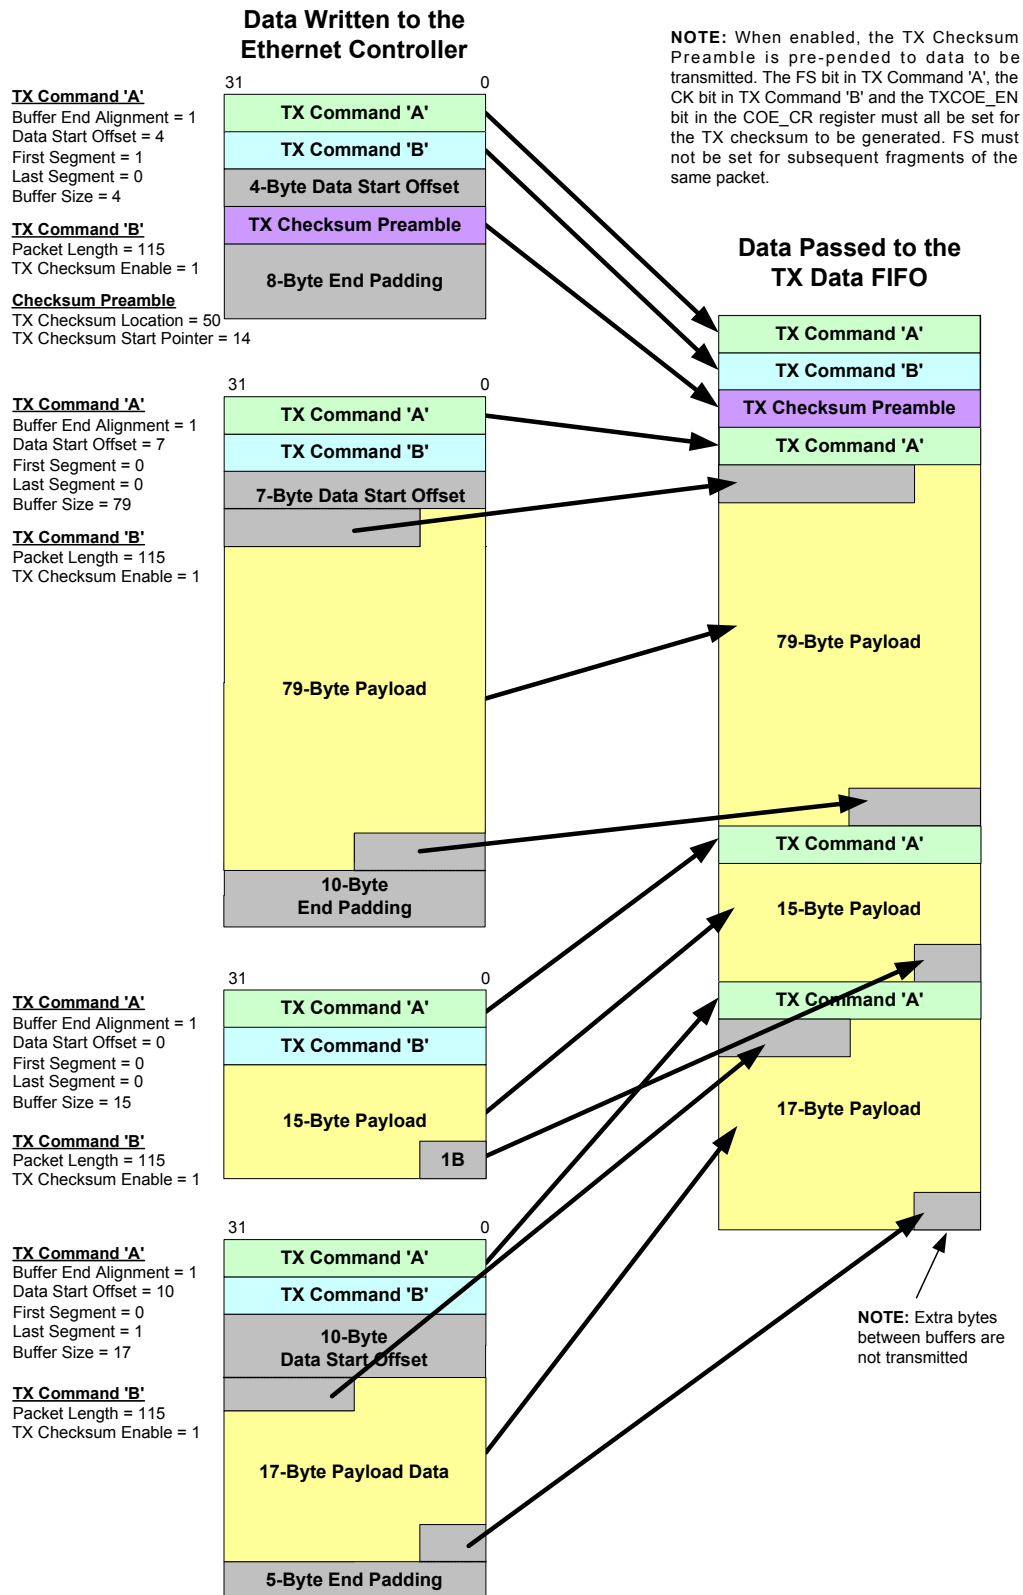 Data Written to the
Ethernet Controller
NOTE: When enabled, the TX Checksum
Preamble is pre-pended to data to be
transmitted. The FS bit in TX Command 'A', the
CK bit in TX Command 'B' and the TXCOE_EN
bit in the COE_CR register must all be set for
the TX checksum to be generated. FS must
not be set for subsequent fragments of the
same packet.
31 0
TX Command 'A'
Buffer End Alignment = 1
Data Start Offset = 4
First Segment = 1
Last Segment = 0
Buffer Size = 4
TX Command 'B'
Packet Length = 115
TX Checksum Enable = 1
Checksum Preamble
TX Checksum Location = 50
TX Checksum Start Pointer = 14
TX Command 'A'
TX Command 'B'
4-Byte Data Start Offset
TX Checksum Preamble
8-Byte End Padding
31 0
TX Command 'A'
Buffer End Alignment = 1
Data Start Offset = 7
First Segment = 0
Last Segment = 0
Buffer Size = 79
TX Command 'B'
Packet Length = 115
TX Checksum Enable = 1
TX Command 'A'
TX Command 'B'
7-Byte Data Start Offset
79-Byte Payload
10-Byte
End Padding
31 0
TX Command 'A'
Buffer End Alignment = 1
Data Start Offset = 0
First Segment = 0
Last Segment = 0
Buffer Size = 15
TX Command 'B'
Packet Length = 115
TX Checksum Enable = 1
TX Command 'A'
TX Command 'B'
15-Byte Payload
1B
31 0
TX Command 'A'
Buffer End Alignment = 1
Data Start Offset = 10
First Segment = 0
Last Segment = 1
Buffer Size = 17
TX Command 'B'
Packet Length = 115
TX Checksum Enable = 1
TX Command 'A'
TX Command 'B'
10-Byte
Data Start Offset
17-Byte Payload Data
5-Byte End Padding
Data Passed to the
TX Data FIFO
TX Command 'A'
TX Command 'B'
TX Checksum Preamble
TX Command 'A'
79-Byte Payload
TX Command 'A'
15-Byte Payload
TX Command 'A'
17-Byte Payload
NOTE: Extra bytes
between buffers are
not transmitted